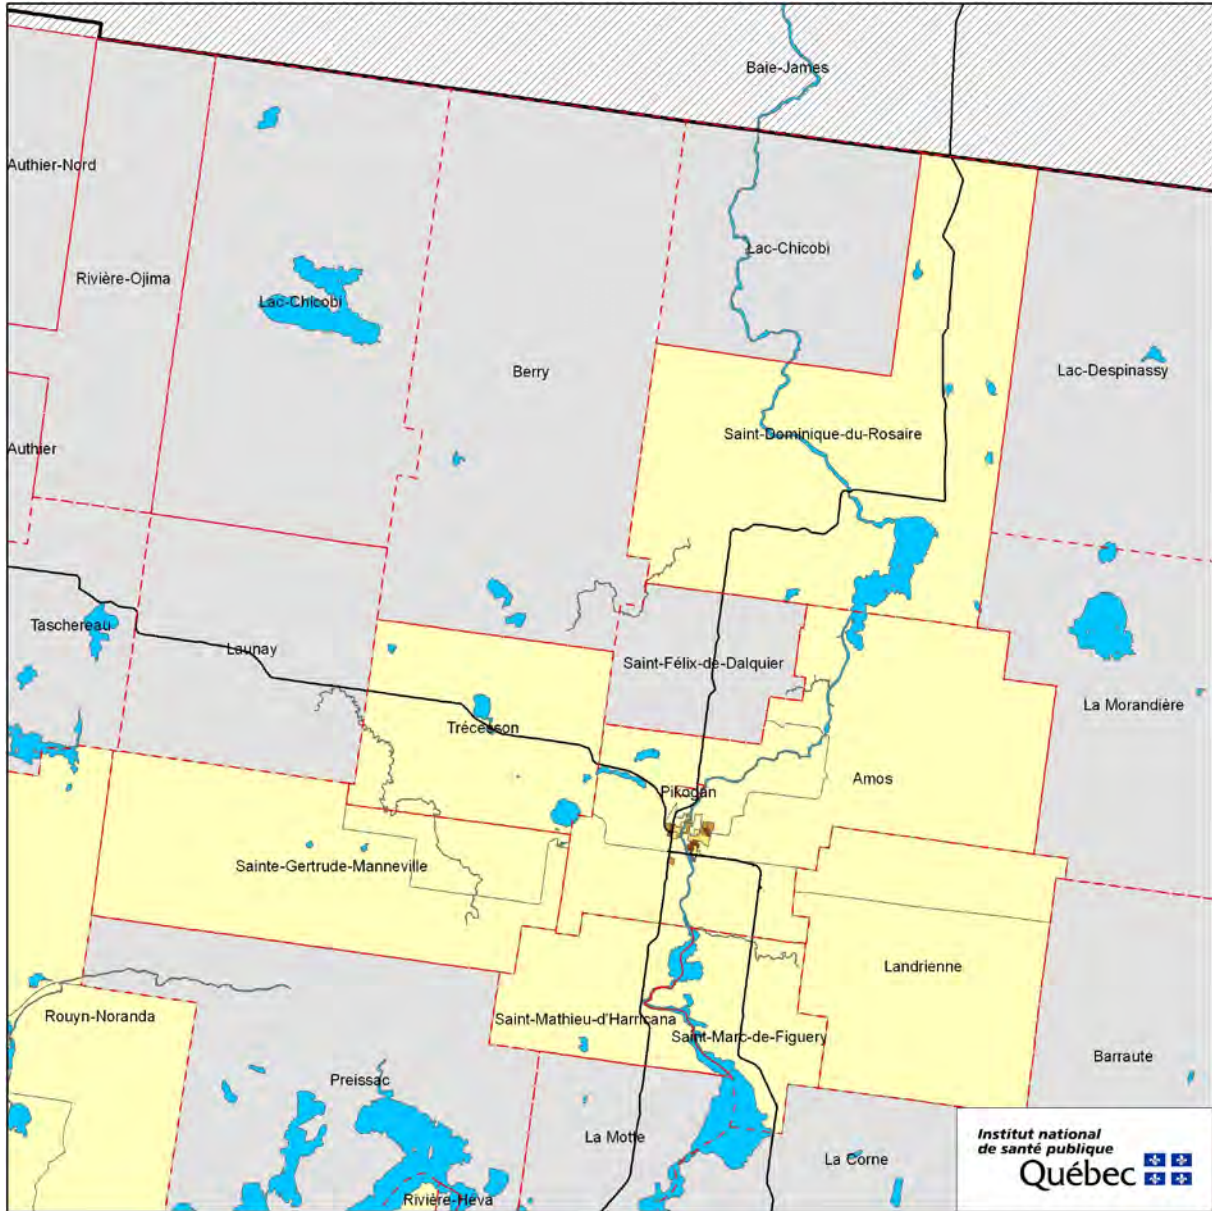 Baie-James
Authier-Nord
Lac-Chicobi
Rivière-Ojima
Lac-Chicobi
Berry
Lac-Despinassy
Saint-Dominique-du-Rosaire
Authier
Taschereau
Launay
Saint-Félix-de-Dalquier
La Morandière
Trécesson
Amos
Pikogan
Sainte-Gertrude-Manneville
Landrienne
Rouyn-Noranda
Saint-Mathieu-d'Harricana
Saint-Marc-de-Figuery
Barraute
Preissac
La Motte
La Corne
Rivière-Héva
Institut national
de santé publique
Québec